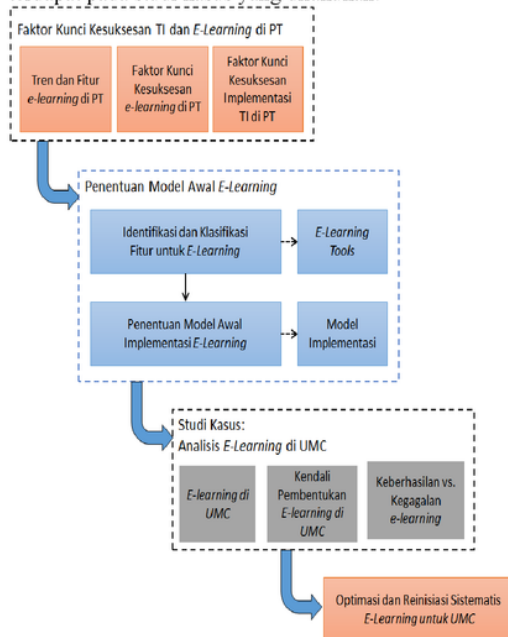 Faktor Kunci Kesuksesan TI dan E-Learning di PT
Tren dan Fitur
e-learning di PT
Faktor Kunci
Kesuksesan
e-learning di PT
Faktor Kunci
Kesuksesan
Implementasi
TI di PT
Penentuan Model Awal E-Learning
Identifikasi dan Klasifikasi
Fitur untuk E-Learning
E-Learning
Tools
Penentuan Model Awal
Implementasi E-Learning
Model
Implementasi
Studi Kasus:
Analisis E-Learning di UMC
E-learning di
UMC
Kendali
Pembentukan
E-learning di
UMC
Keberhasilan vs.
Kegagalan
e-learning
Optimasi dan Reinisiasi Sistematis
E-Learning untuk UMC